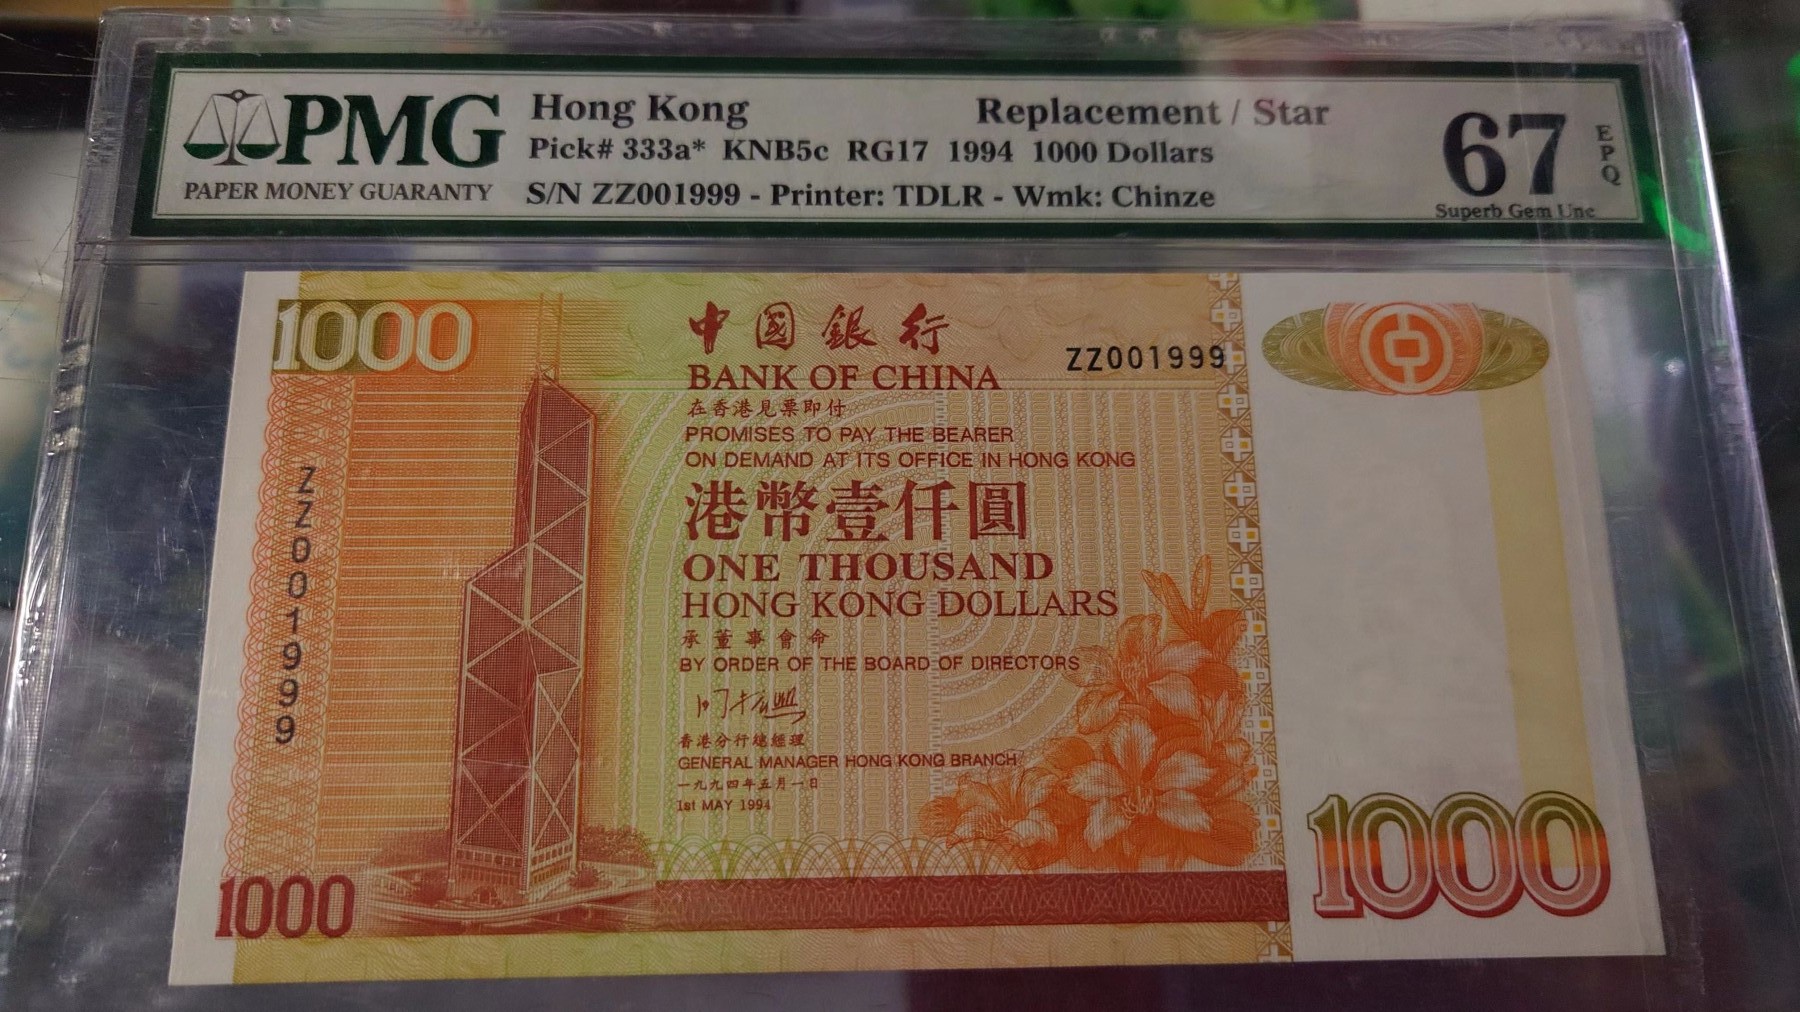 PMG
PAPER MONEY GUARANTY
Hong Kong Replacement / Star
Pick# 333a* KNB5c RG17 1994 1000 Dollars
S/N ZZ001999 - Printer: TDLR - Wmk: Chinze
67
EPQ
Superb Gem Unc
1000
中國銀行
ZZ001999
BANK OF CHINA
在香港見票即付
PROMISES TO PAY THE BEARER
ON DEMAND AT ITS OFFICE IN HONG KONG
港幣壹仟圓
ZZ001999
ONE THOUSAND
HONG KONG DOLLARS
承董事會命
BY ORDER OF THE BOARD OF DIRECTORS
香港分行總經理
GENERAL MANAGER HONG KONG BRANCH
一九九四年五月一日
1st MAY 1994
1000
1000